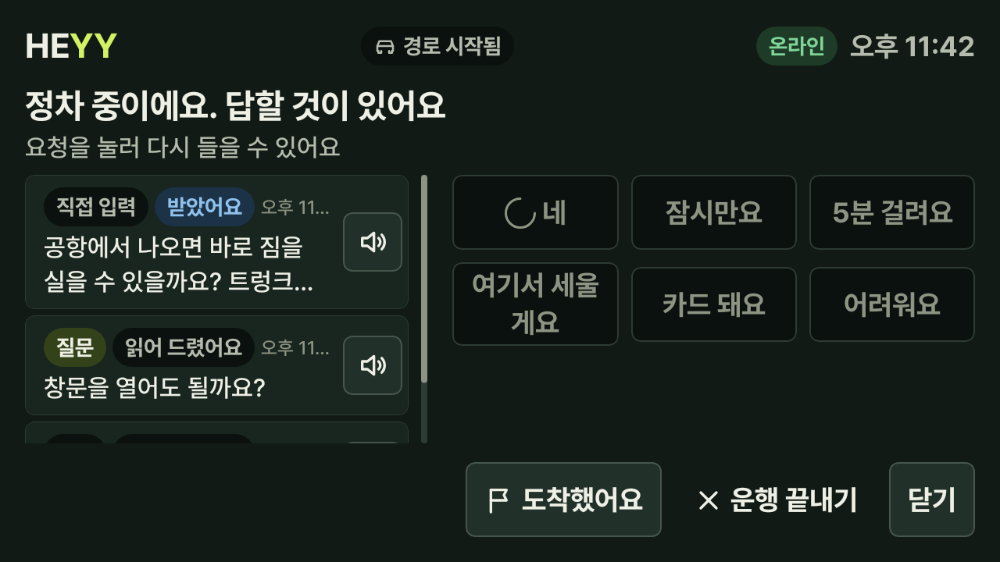 HEYY
경로 시작됨
온라인
오후 11:42
정차 중이에요. 답할 것이 있어요
요청을 눌러 다시 들을 수 있어요
직접 입력
받았어요
오후 11...
공항에서 나오면 바로 짐을
실을 수 있을까요? 트렁크...
질문
읽어 드렸어요
오후 11...
창문을 열어도 될까요?
네
잠시만요
5분 걸려요
여기서 세울
게요
카드 돼요
어려워요
도착했어요
운행 끝내기
닫기